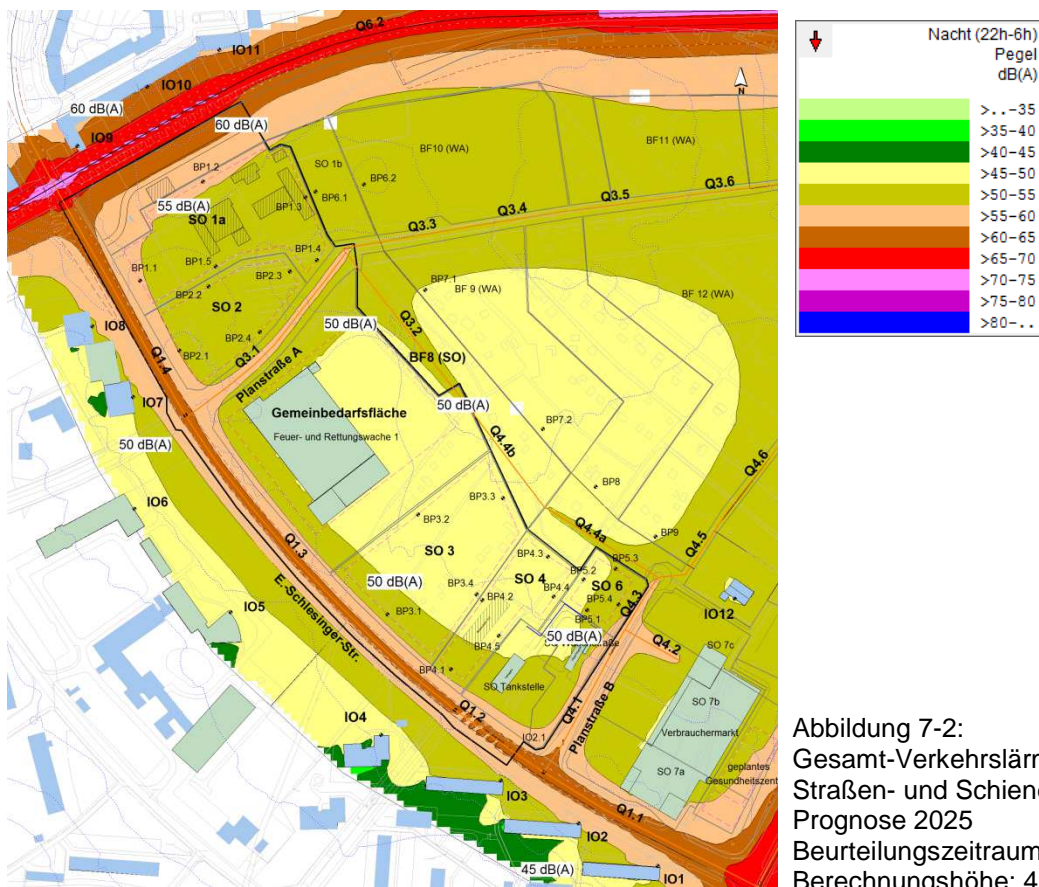 Q6.2
IO11
N
IO10
60 dB(A)
60 dB(A)
IO9
BP1.2
SO 1b
BF10 (WA)
BF11 (WA)
BP6.2
BP6.1
BP1.3
Q3.6
Q3.5
Q3.4
Q3.3
55 dB(A)
SO 1a
BP1.4
BP1.5
BP1.1
BP2.3
BP2.2
BP7.1
BF 9 (WA)
BF 12 (WA)
SO 2
IO8
50 dB(A)
Q3.2
BP2.4
BP2.1
Q3.1
Q1.4
BF8 (SO)
Planstraße A
IO7
50 dB(A)
Gemeinbedarfsfläche
Feuer- und Rettungswache 1
50 dB(A)
BP7.2
Q4.4b
Q4.6
IO6
BP3.3
BP8
BP3.2
Q4.4a
BP9
Q1.3
SO 3
Q4.5
BP4.3
BP5.3
BP5.2
SO 4
SO 6
50 dB(A)
BP3.4
BP4.4
BP4.2
BP5.4
Q4.3
BP5.1
IO12
IO5
E.-Schlesinger-Str.
BP3.1
BP4.5
50 dB(A)
Q4.2
SO 7c
BP4.1
SO Tankstelle
Q4.1
Planstraße B
SO 7b
Q1.2
IO4
IO2.1
Verbrauchermarkt
SO 7a
geplantes
Gesundheitszent
IO3
Q1.1
IO2
45 dB(A)
IO1
Nacht (22h-6h)
Pegel
dB(A)
>..-35
>35-40
>40-45
>45-50
>50-55
>55-60
>60-65
>65-70
>70-75
>75-80
>80-..
Abbildung 7-2:
Gesamt-Verkehrslärm
Straßen- und Schiene
Prognose 2025
Beurteilungszeitraum
Berechnungshöhe: 4